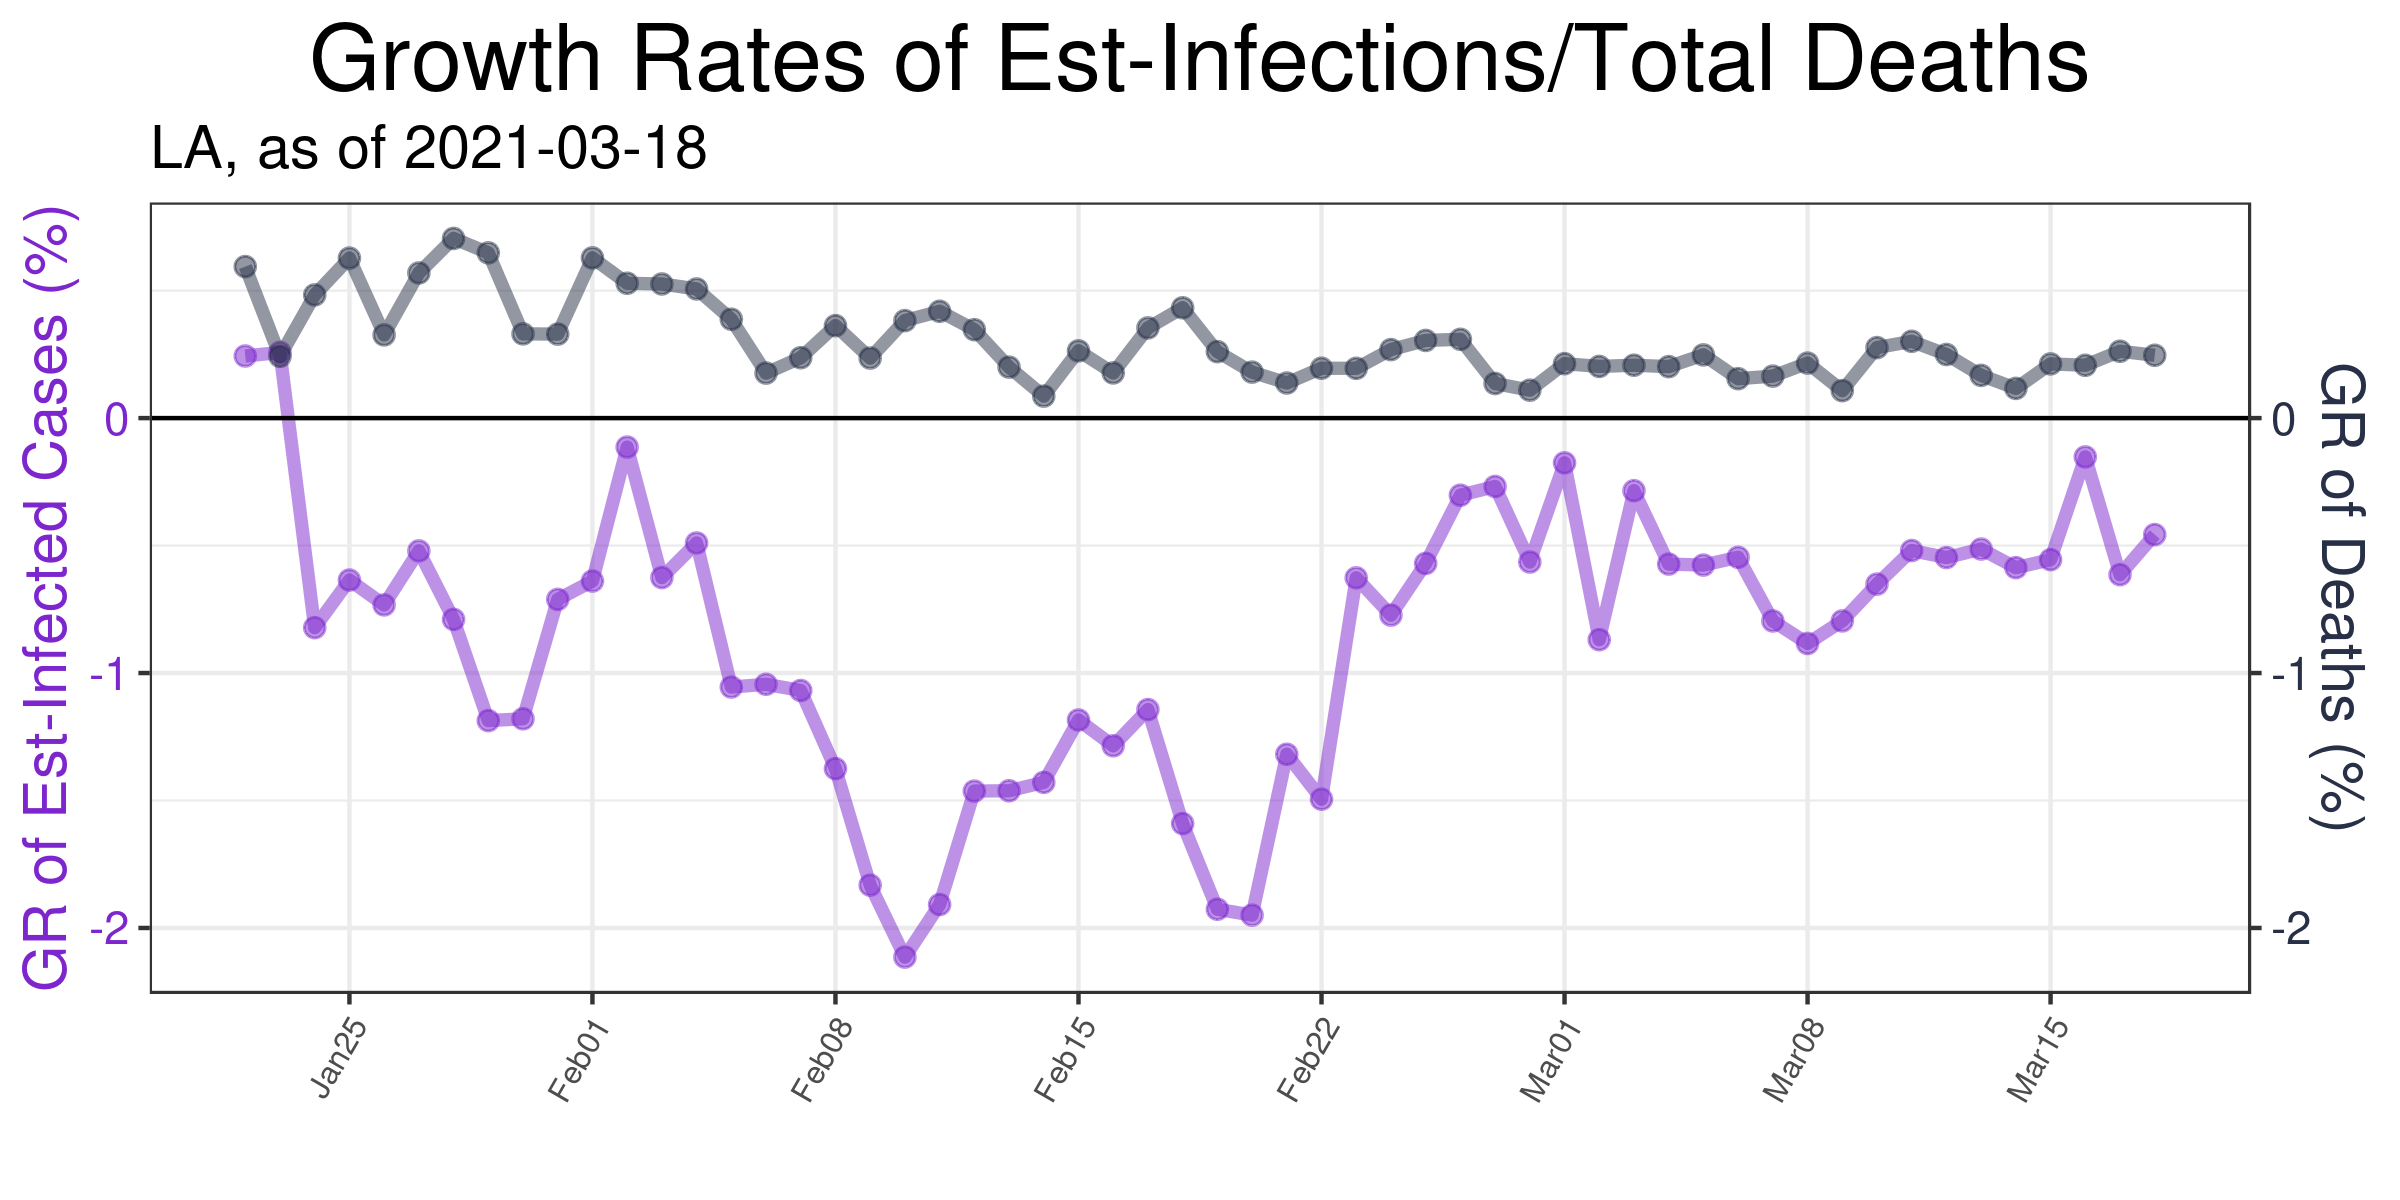 Growth Rates of Est-Infections/Total Deaths
LA, as of 2021-03-18
GR of Est-Infected Cases (%)
0
-1
-2
GR of Deaths (%)
0
-1
-2
Jan25
Feb01
Feb08
Feb15
Feb22
Mar01
Mar08
Mar15